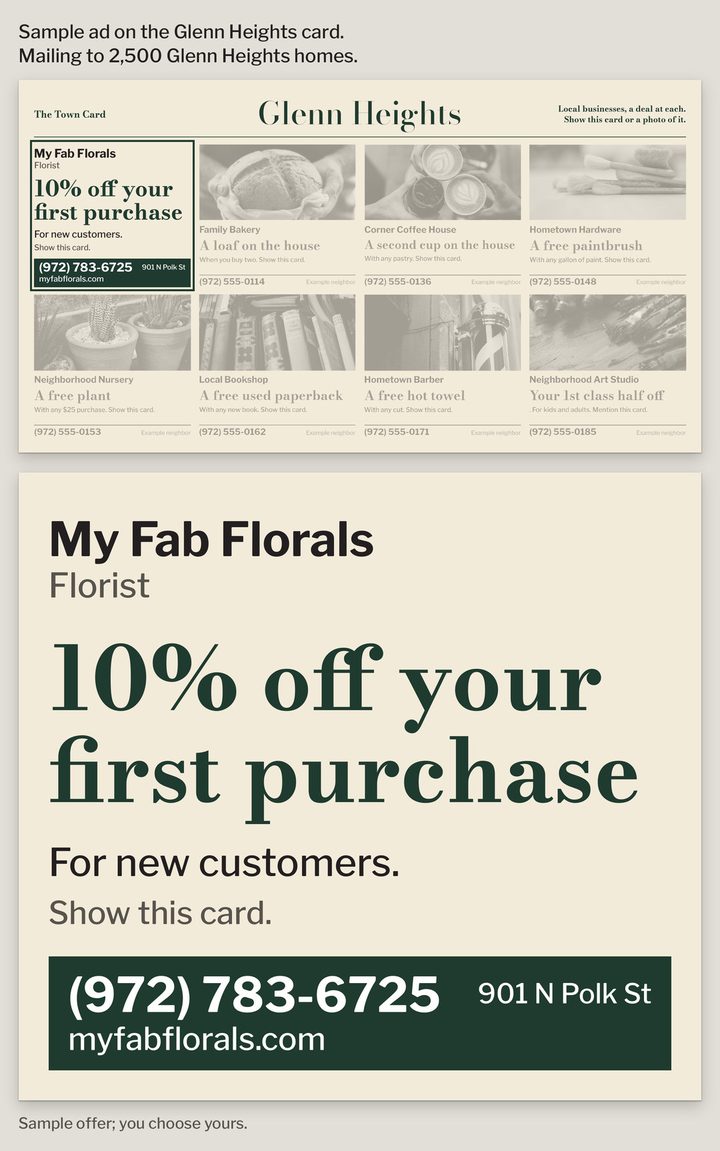 Sample ad on the Glenn Heights card.
Mailing to 2,500 Glenn Heights homes.
The Town Card
Glenn Heights
Local businesses, a deal at each.
Show this card or a photo of it.
My Fab Florals
Florist
10% off your
first purchase
For new customers.
Show this card.
(972) 783-6725 901 N Polk St
myfabflorals.com
Family Bakery
A loaf on the house
When you buy two. Show this card.
(972) 555-0114 Example neighbor
Corner Coffee House
A second cup on the house
With any pastry. Show this card.
(972) 555-0136 Example neighbor
Hometown Hardware
A free paintbrush
With any gallon of paint. Show this card.
(972) 555-0148 Example neighbor
Neighborhood Nursery
A free plant
With any $25 purchase. Show this card.
(972) 555-0153 Example neighbor
Local Bookshop
A free used paperback
With any new book. Show this card.
(972) 555-0162 Example neighbor
Hometown Barber
A free hot towel
With any cut. Show this card.
(972) 555-0171 Example neighbor
Neighborhood Art Studio
Your 1st class half off
For kids and adults. Mention this card.
(972) 555-0185 Example neighbor
My Fab Florals
Florist
10% off your
first purchase
For new customers.
Show this card.
(972) 783-6725 901 N Polk St
myfabflorals.com
Sample offer; you choose yours.